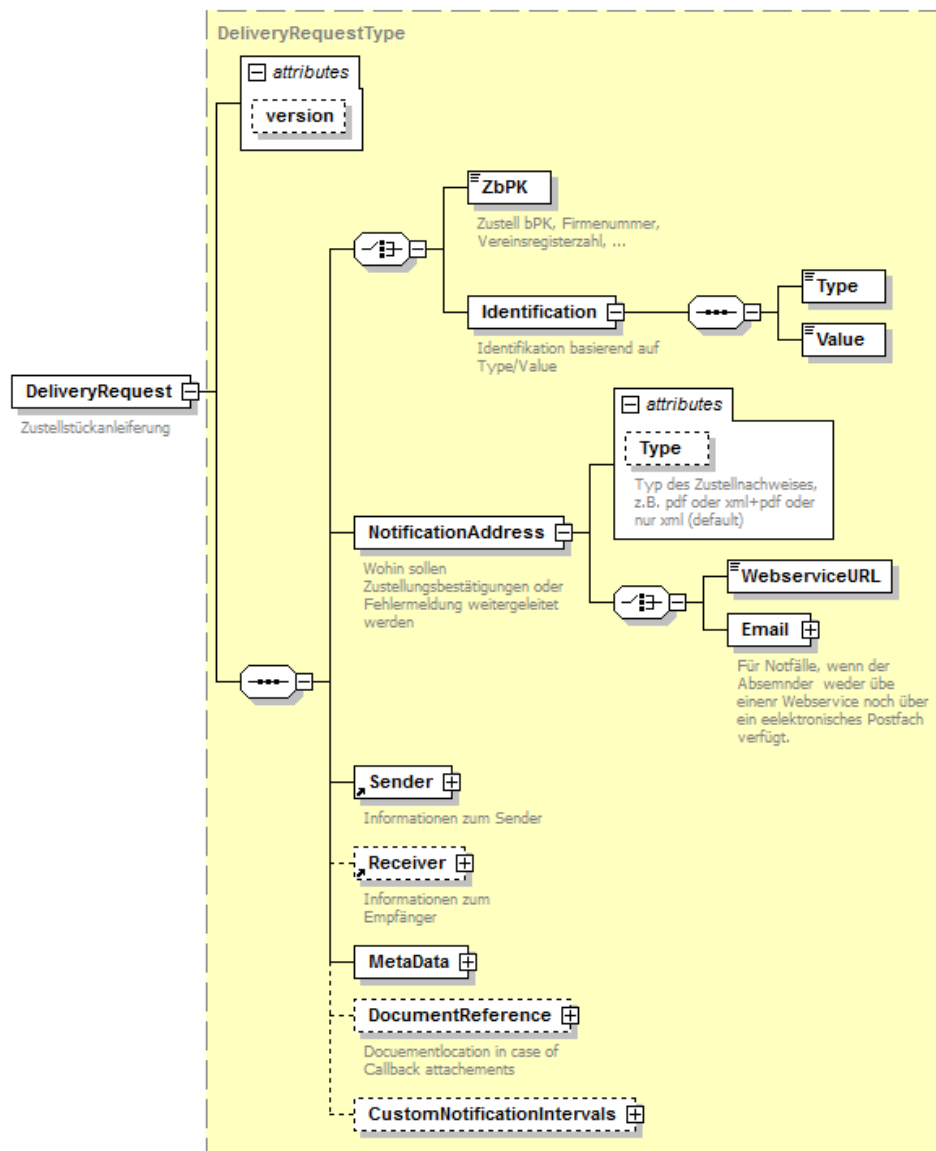 DeliveryRequestType
attributes
version
ZbPK
Zustell bPK, Firmenummer,
Vereinsregisterzahl, ...
Identification
Identifikation basierend auf
Type/Value
Type
Value
DeliveryRequest
Zustellstückanleiferung
attributes
Type
Typ des Zustellnachweises,
z.B. pdf oder xml+pdf oder
nur xml (default)
NotificationAddress
Wohin sollen
Zustellungsbestätigungen oder
Fehlermeldung weitergeleitet
werden
WebserviceURL
Email
Für Notfälle, wenn der
Absemnder weder übe
einenr Webservice noch über
ein eelektronisches Postfach
verfügt.
Sender
Informationen zum Sender
Receiver
Informationen zum
Empfänger
MetaData
DocumentReference
Docuementlocation in case of
Callback attachements
CustomNotificationIntervals